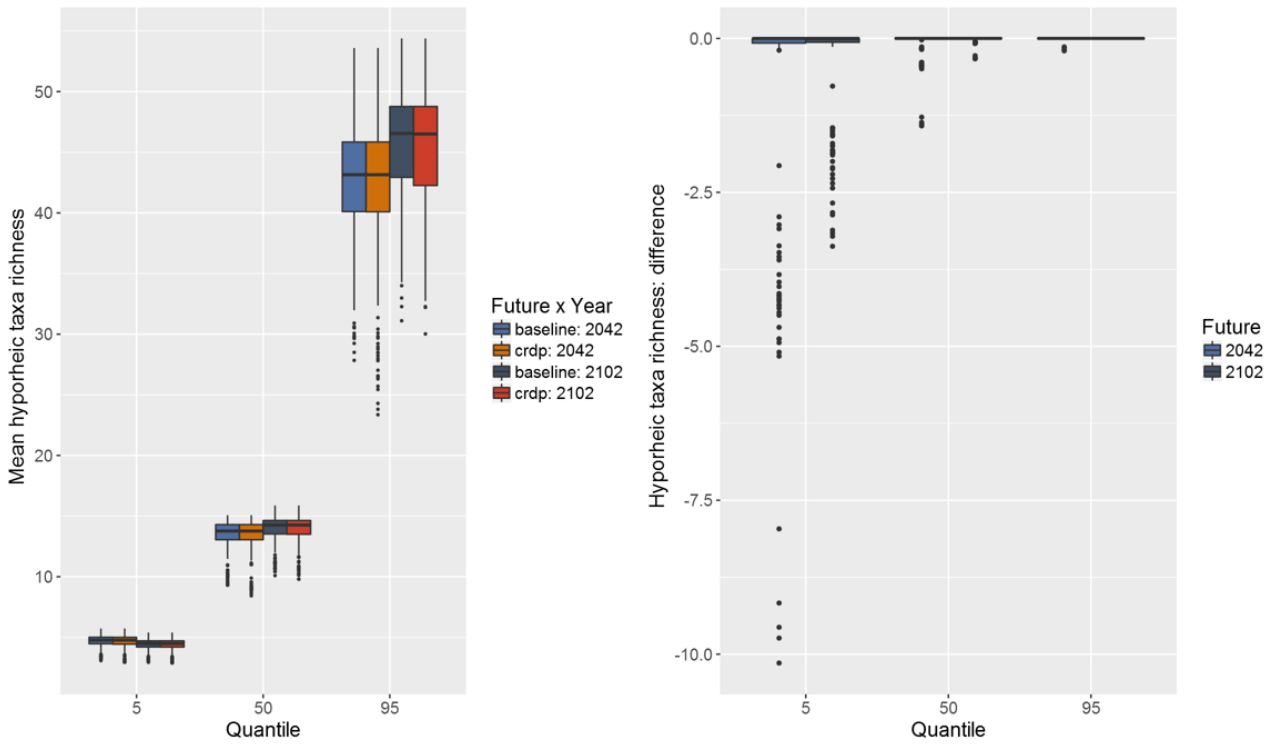 Mean hyporheic taxa richness
50
40
30
20
10
5
50
95
Quantile
Future x Year
baseline: 2042
crdp: 2042
baseline: 2102
crdp: 2102
Hyporheic taxa richness: difference
0.0
-2.5
-5.0
-7.5
-10.0
5
50
95
Quantile
Future
2042
2102